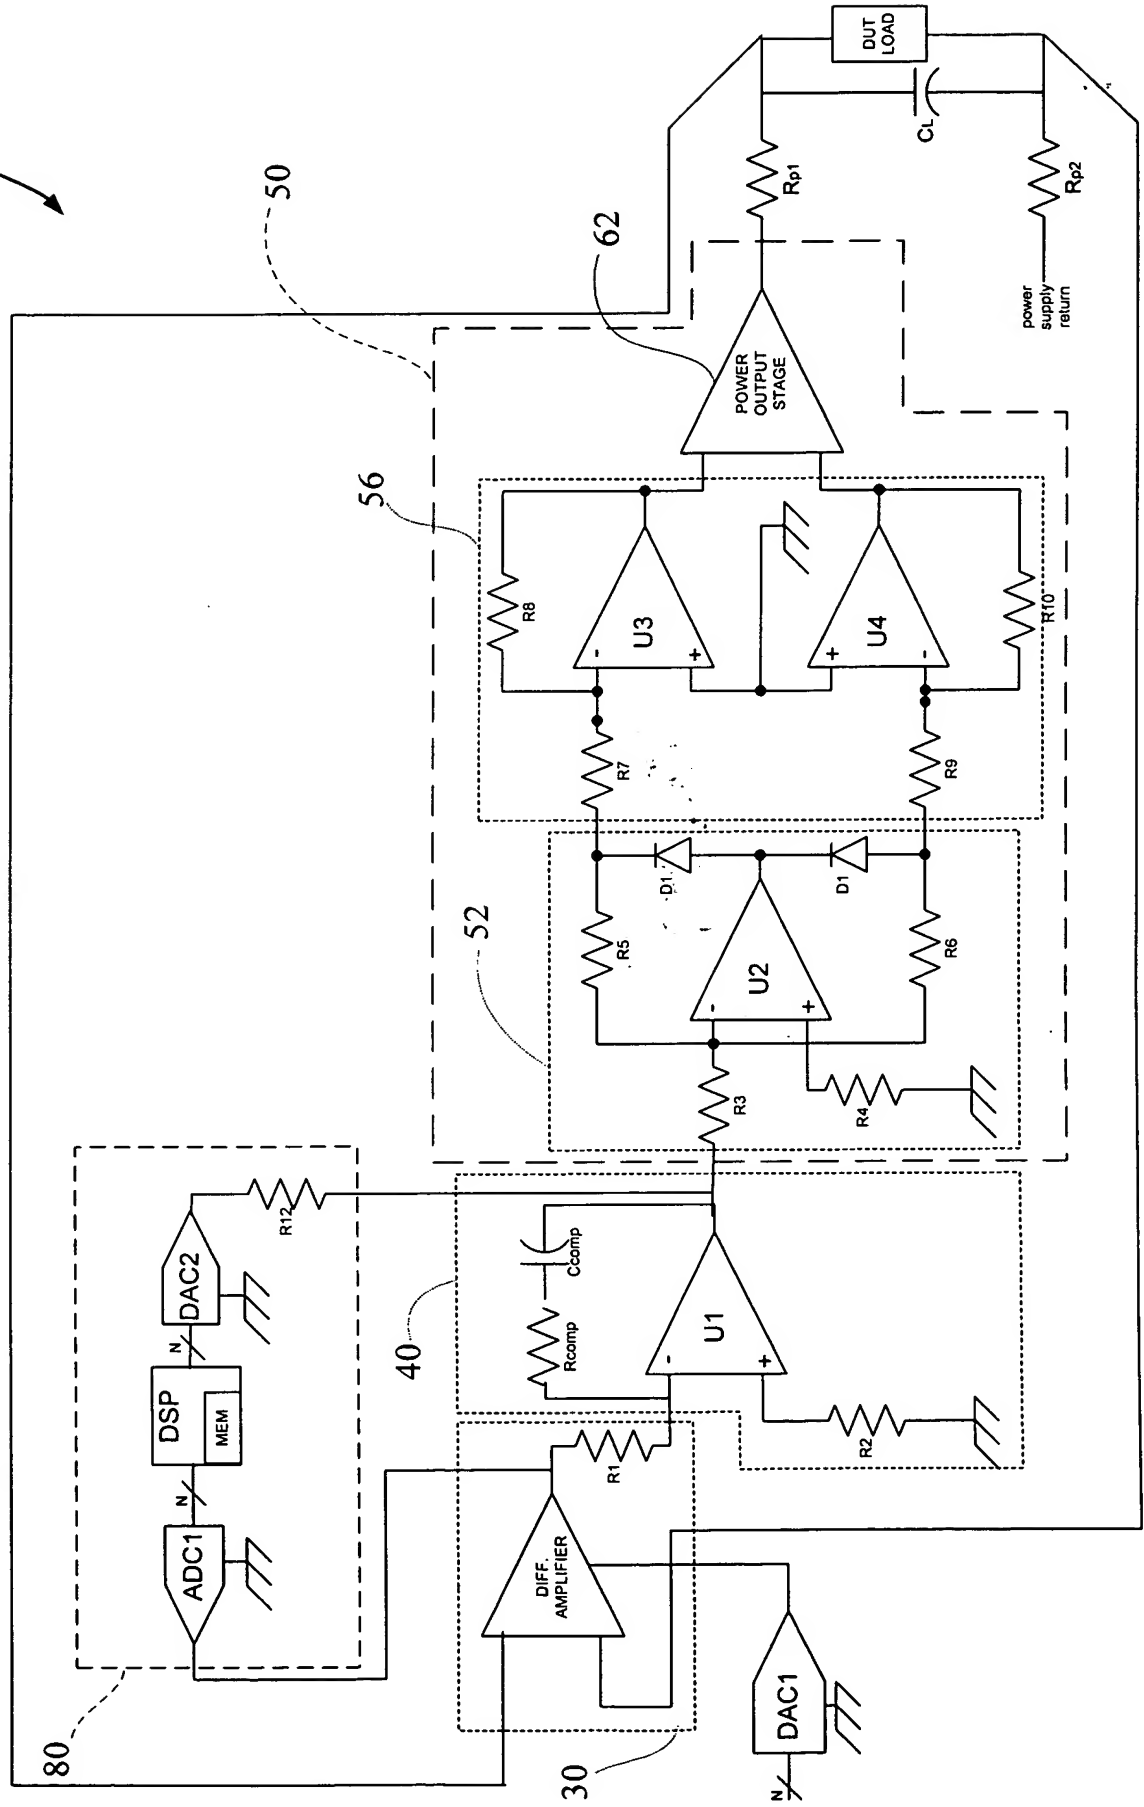 50
62
56
52
40
80
30
DUT
LOAD
CL
Rp1
Rp2
power
supply
return
POWER
OUTPUT
STAGE
R8
U3
-
+
U4
+
-
R10
R7
R9
D1
D1
R5
U2
-
+
R6
R3
R4
R12
DAC2
N
DSP
MEM
N
ADC1
Ccomp
Rcomp
U1
-
+
R2
R1
DIFF.
AMPLIFIER
DAC1
N